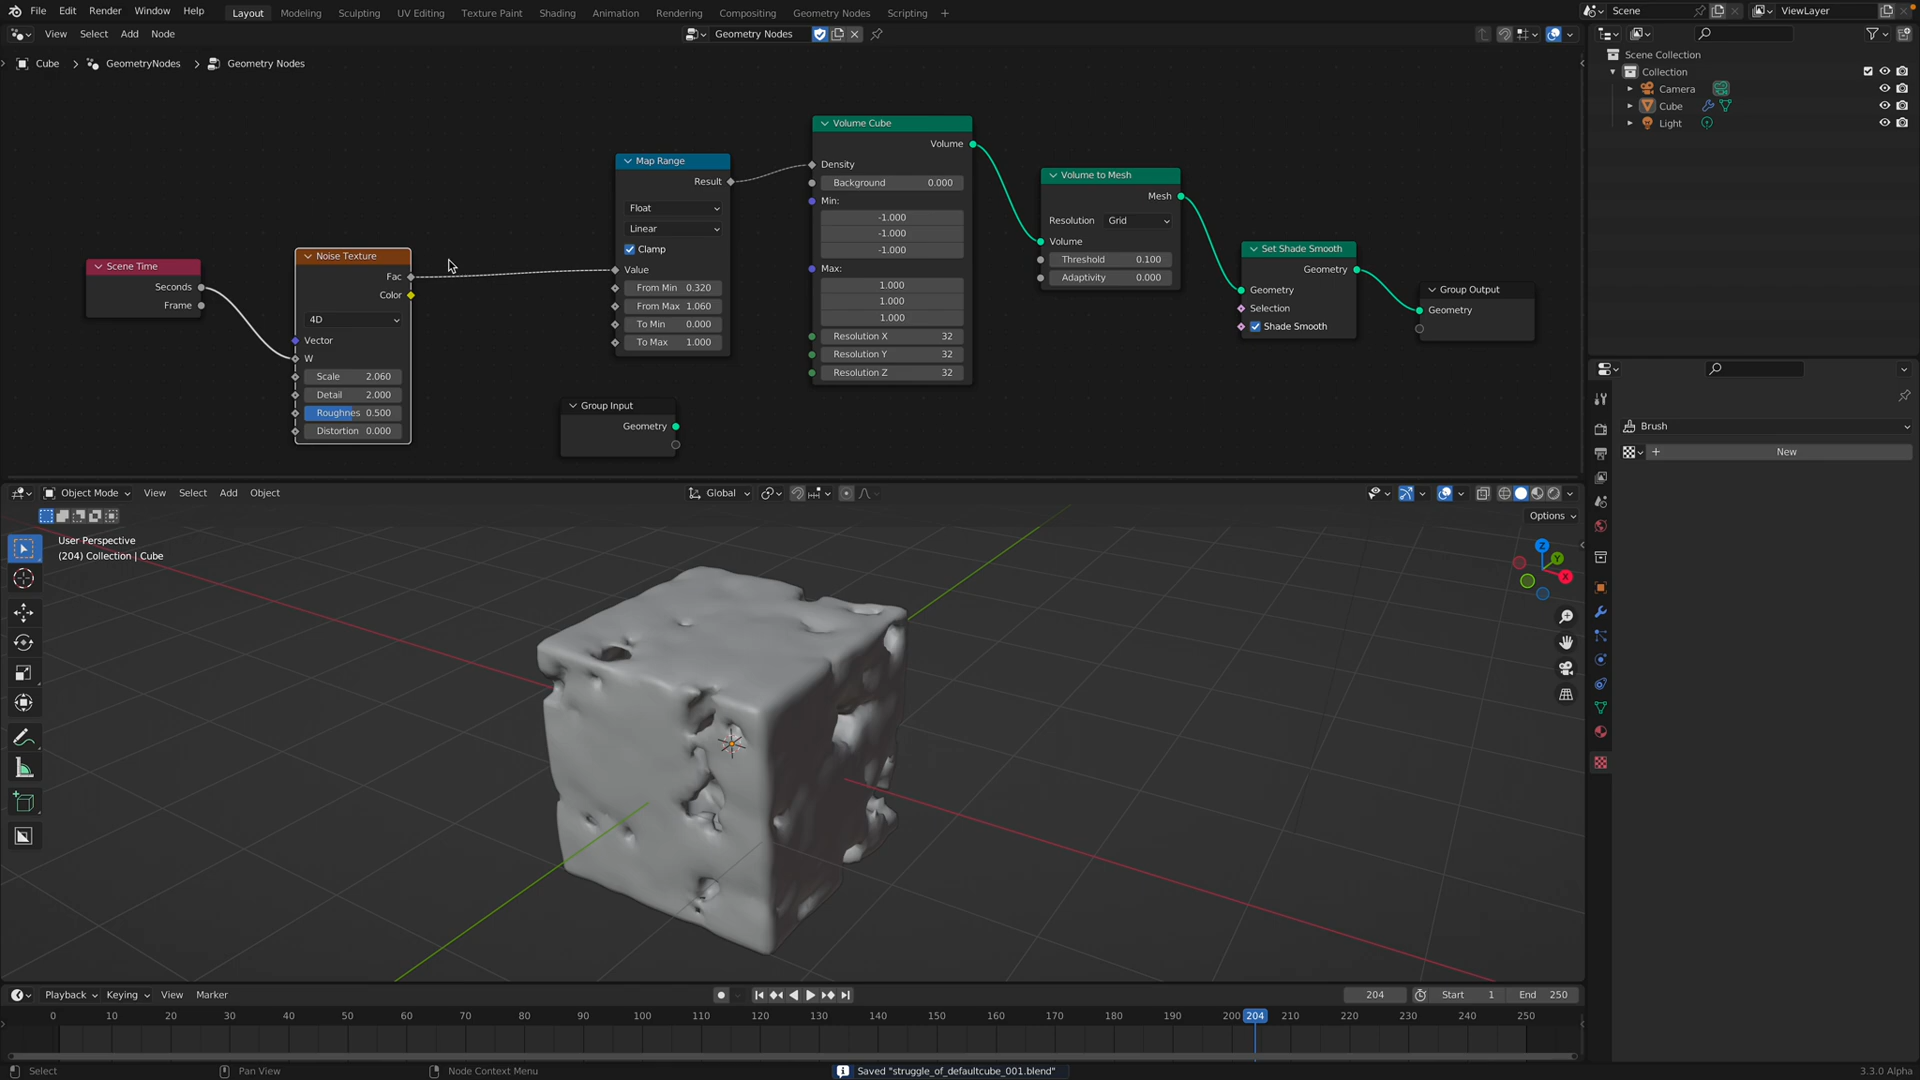 File Edit Render Window Help Layout Modeling Sculpting UV Editing Texture Paint Shading Animation Rendering Compositing Geometry Nodes Scripting + Scene ViewLayer
View Select Add Node Geometry Nodes
Cube > GeometryNodes > Geometry Nodes
Scene Collection
Collection
Camera
Cube
Light
Scene Time
Seconds
Frame
Noise Texture
Fac
Color
4D
Vector
W
Scale 2.060
Detail 2.000
Roughnes 0.500
Distortion 0.000
Map Range
Result
Float
Linear
Clamp
Value
From Min 0.320
From Max 1.060
To Min 0.000
To Max 1.000
Group Input
Geometry
Volume Cube
Volume
Density
Background 0.000
Min:
-1.000
-1.000
-1.000
Max:
1.000
1.000
1.000
Resolution X 32
Resolution Y 32
Resolution Z 32
Volume to Mesh
Mesh
Resolution Grid
Volume
Threshold 0.100
Adaptivity 0.000
Set Shade Smooth
Geometry
Geometry
Selection
Shade Smooth
Group Output
Geometry
Brush
+ New
Object Mode View Select Add Object Global
Options
User Perspective
(204) Collection | Cube
Z
Y
X
Playback Keying View Marker 204 Start 1 End 250
0 10 20 30 40 50 60 70 80 90 100 110 120 130 140 150 160 170 180 190 200 204 210 220 230 240 250
Select Pan View Node Context Menu Saved "struggle_of_defaultcube_001.blend" 3.3.0 Alpha